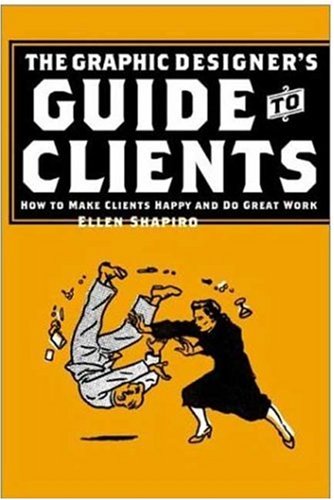 THE GRAPHIC DESIGNER'S
GUIDE TO
CLIENTS
HOW TO MAKE CLIENTS HAPPY AND DO GREAT WORK
ELLEN SHAPIRO